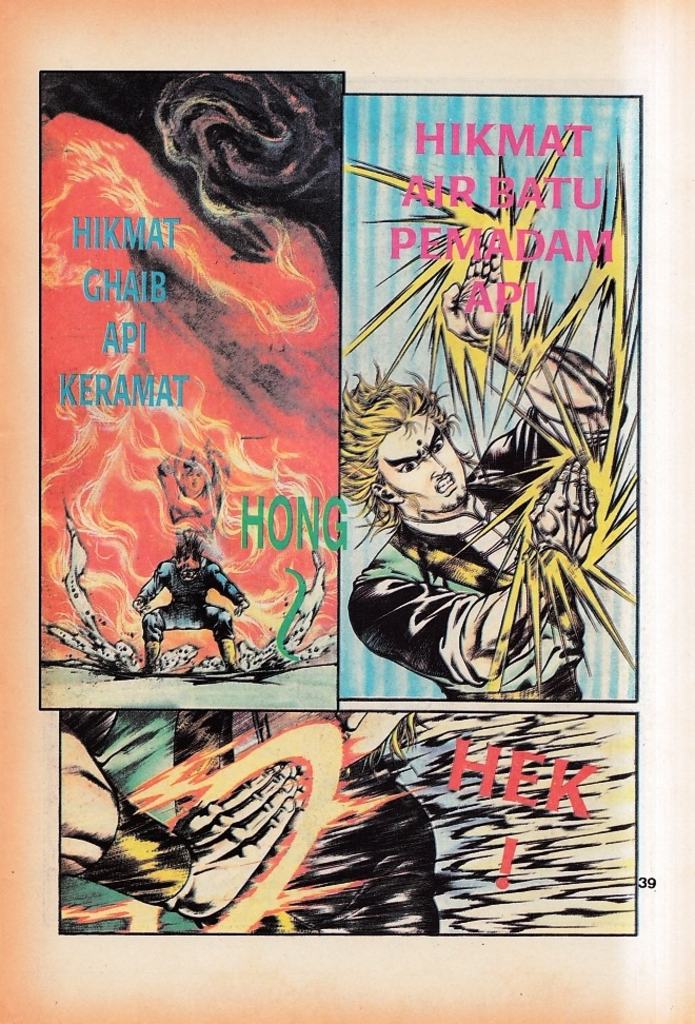 HIKMAT
GHAIB
API
KERAMAT
HONG
HIKMAT
AIR BATU
PEMADAM
API
HEK
!
39